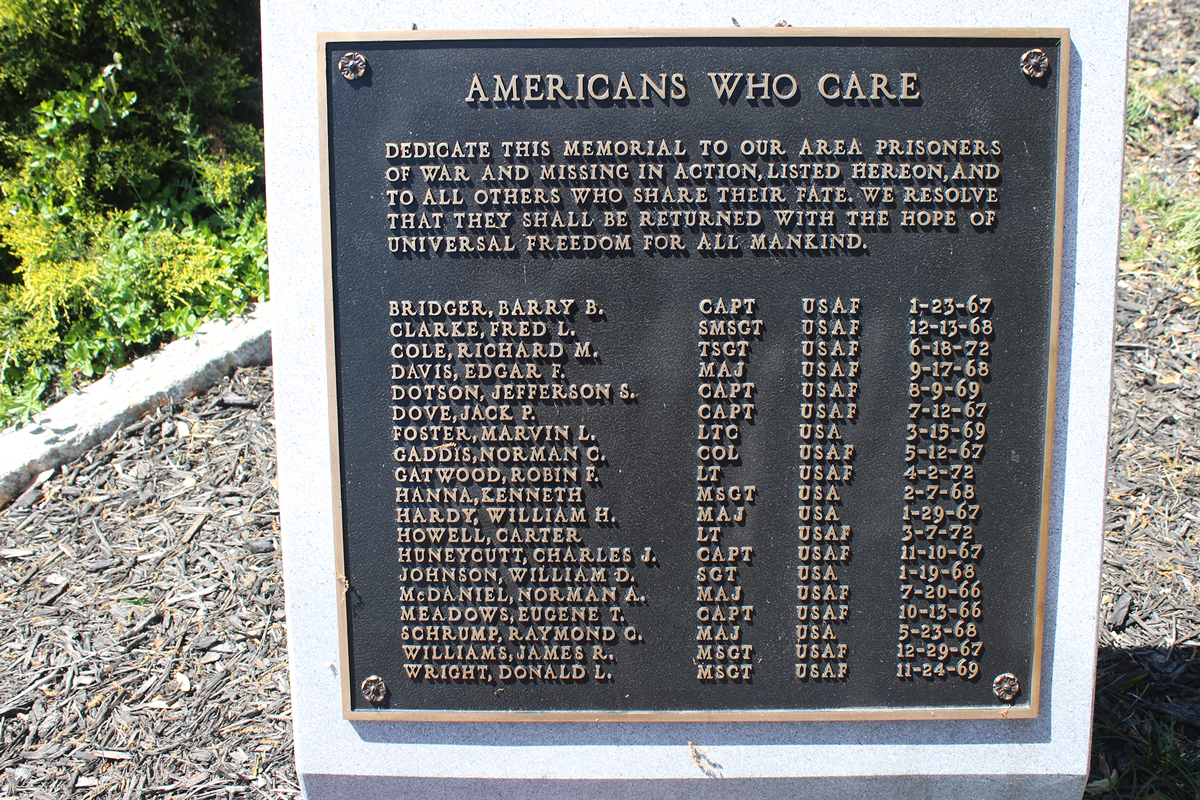 AMERICANS WHO CARE
DEDICATE THIS MEMORIAL TO OUR AREA PRISONERS
OF WAR AND MISSING IN ACTION, LISTED HEREON, AND
TO ALL OTHERS WHO SHARE THEIR FATE. WE RESOLVE
THAT THEY SHALL BE RETURNED WITH THE HOPE OF
UNIVERSAL FREEDOM FOR ALL MANKIND.
BRIDGER, BARRY B. CAPT USAF 1-23-67
CLARKE, FRED L. SMSGT USAF 12-13-68
COLE, RICHARD M. TSGT USAF 6-18-72
DAVIS, EDGAR F. MAJ USAF 9-17-68
DOTSON, JEFFERSON S. CAPT USAF 8-9-69
DOVE, JACK P. CAPT USAF 7-12-67
FOSTER, MARVIN L. LTC USA 3-15-69
GADDIS, NORMAN C. COL USAF 5-12-67
GATWOOD, ROBIN F. LT USAF 4-2-72
HANNA, KENNETH MSGT USA 2-7-68
HARDY, WILLIAM H. MAJ USA 1-29-67
HOWELL, CARTER LT USAF 3-7-72
HUNEYCUTT, CHARLES J. CAPT USAF 11-10-67
JOHNSON, WILLIAM D. SGT USA 1-19-68
McDANIEL, NORMAN A. MAJ USAF 7-20-66
MEADOWS, EUGENE T. CAPT USAF 10-13-66
SCHRUMP, RAYMOND C. MAJ USA 5-23-68
WILLIAMS, JAMES R. MSGT USAF 12-29-67
WRIGHT, DONALD L. MSGT USAF 11-24-69